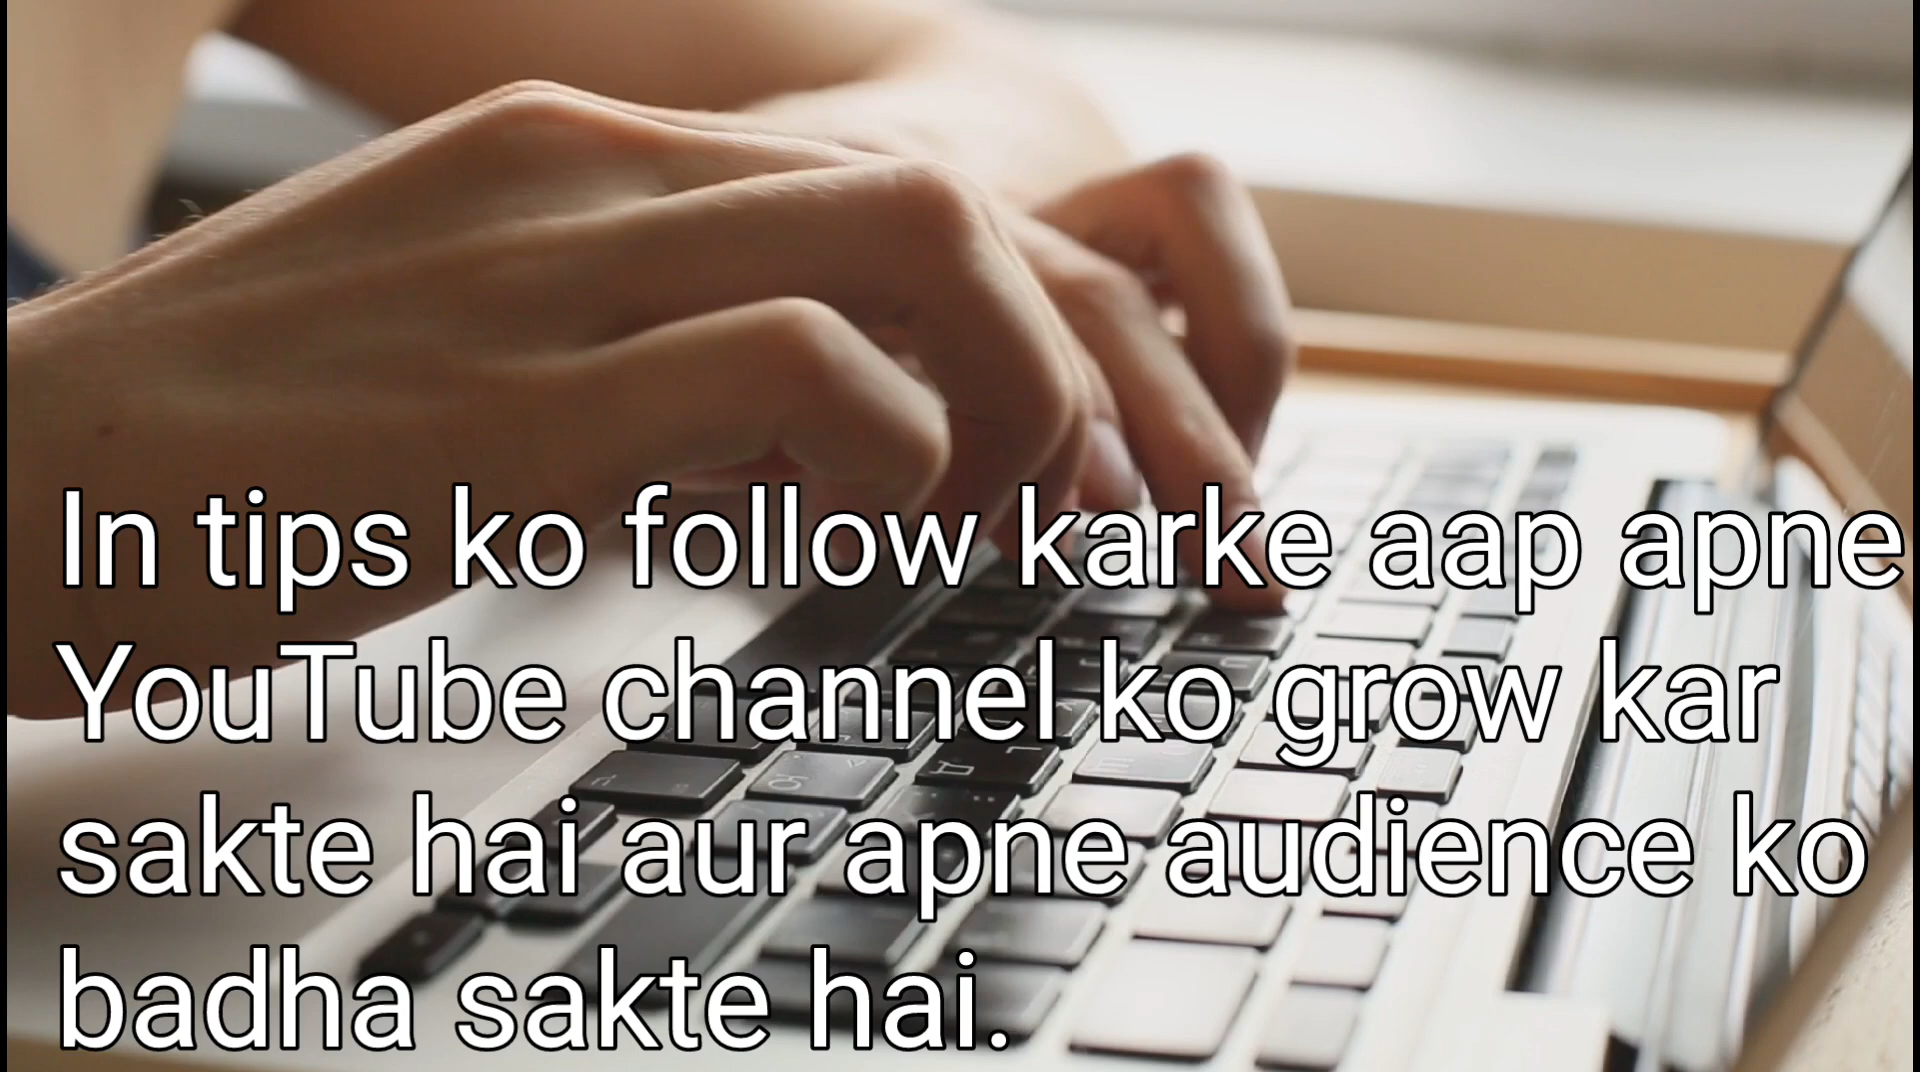 In tips ko follow karke aap apne
YouTube channel ko grow kar
sakte hai aur apne audience ko
badha sakte hai.